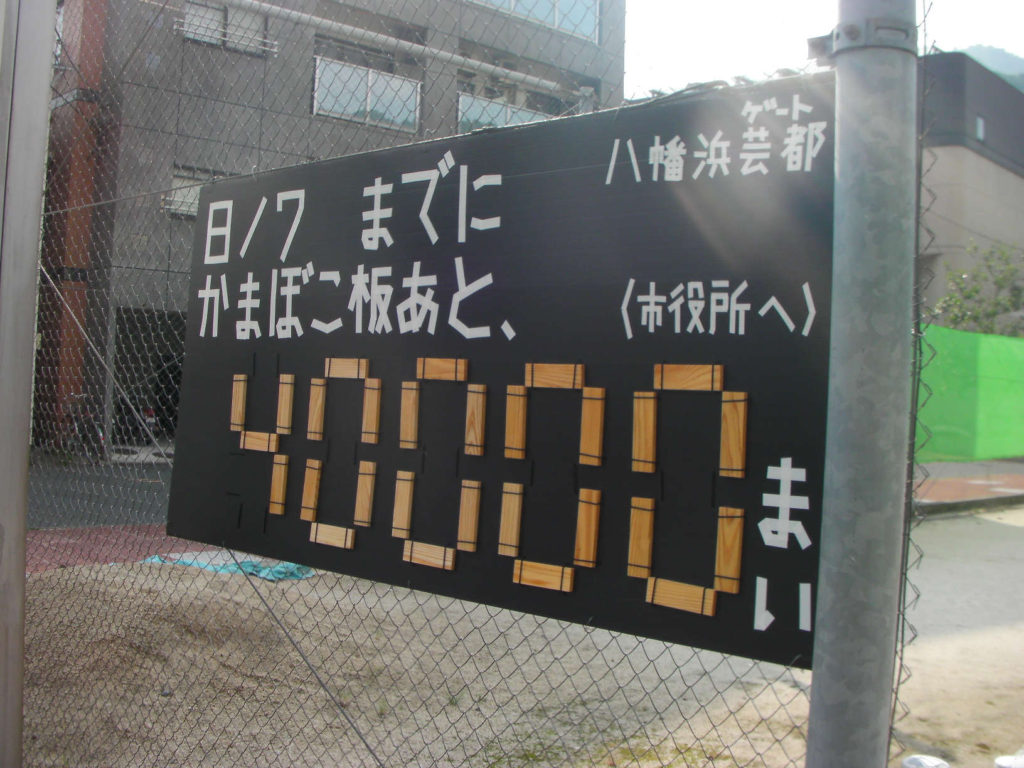 ゲート
八幡浜芸都
8/7 までに
かまぼこ板あと、
〈市役所へ〉
40000
まい